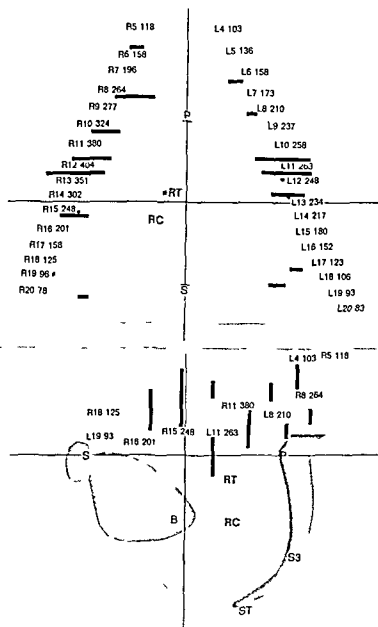 R5 118 L4 103
R6 158 L5 136
R7 196 L6 158
R8 264 L7 173
R9 277 L8 210
P
R10 324 L9 237
R11 380 L10 258
R12 404 L11 263
R13 351 L12 248
R14 302 RT L13 234
R15 248 RC L14 217
R16 201 L15 180
R17 158 L16 152
R18 125 L17 123
R19 96 L18 106
R20 78 S L19 93
L20 83
L4 103 R5 118
R8 264
R18 125 R11 380 L8 210
L19 93 R16 201 R15 248 L11 263
S RT P
B RC
S3
ST